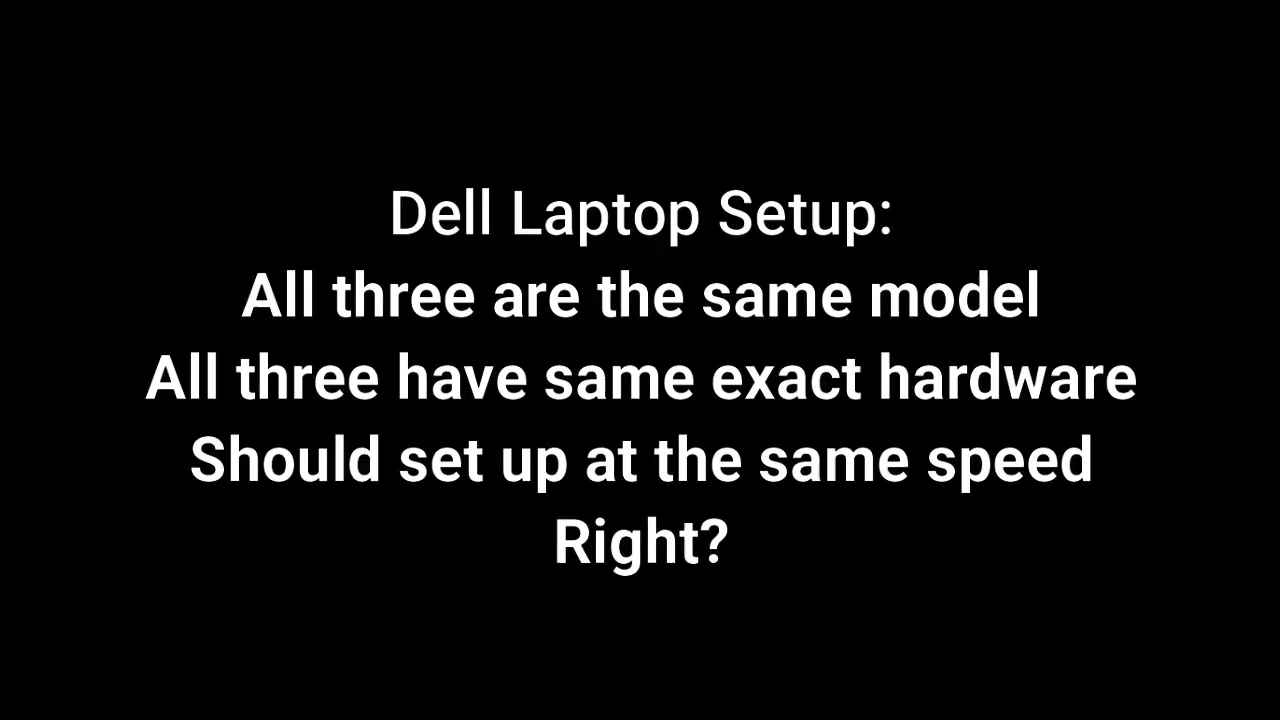 Dell Laptop Setup:
All three are the same model
All three have same exact hardware
Should set up at the same speed
Right?